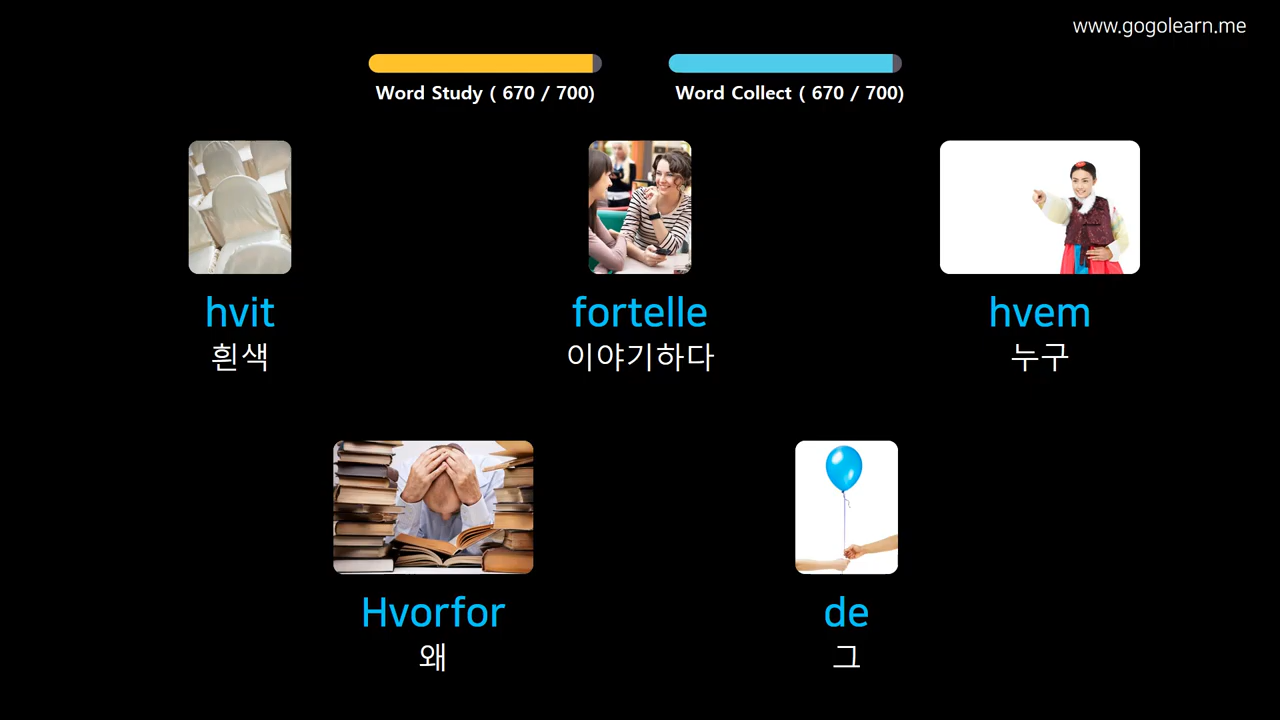 www.gogolearn.me
Word Study ( 670 / 700)
Word Collect ( 670 / 700)
hvit
흰색
fortelle
이야기하다
hvem
누구
Hvorfor
왜
de
그